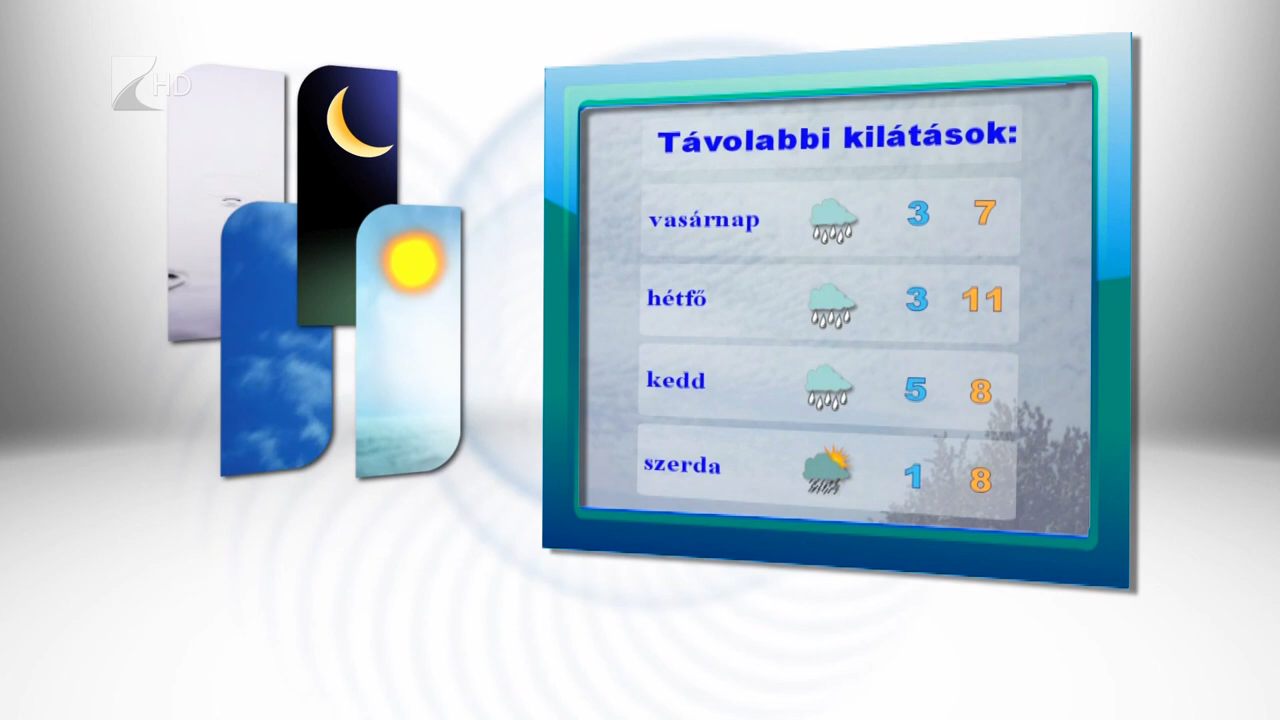 HD
Távolabbi kilátások:
vasárnap 3 7
hétfő 3 11
kedd 5 8
szerda 1 8